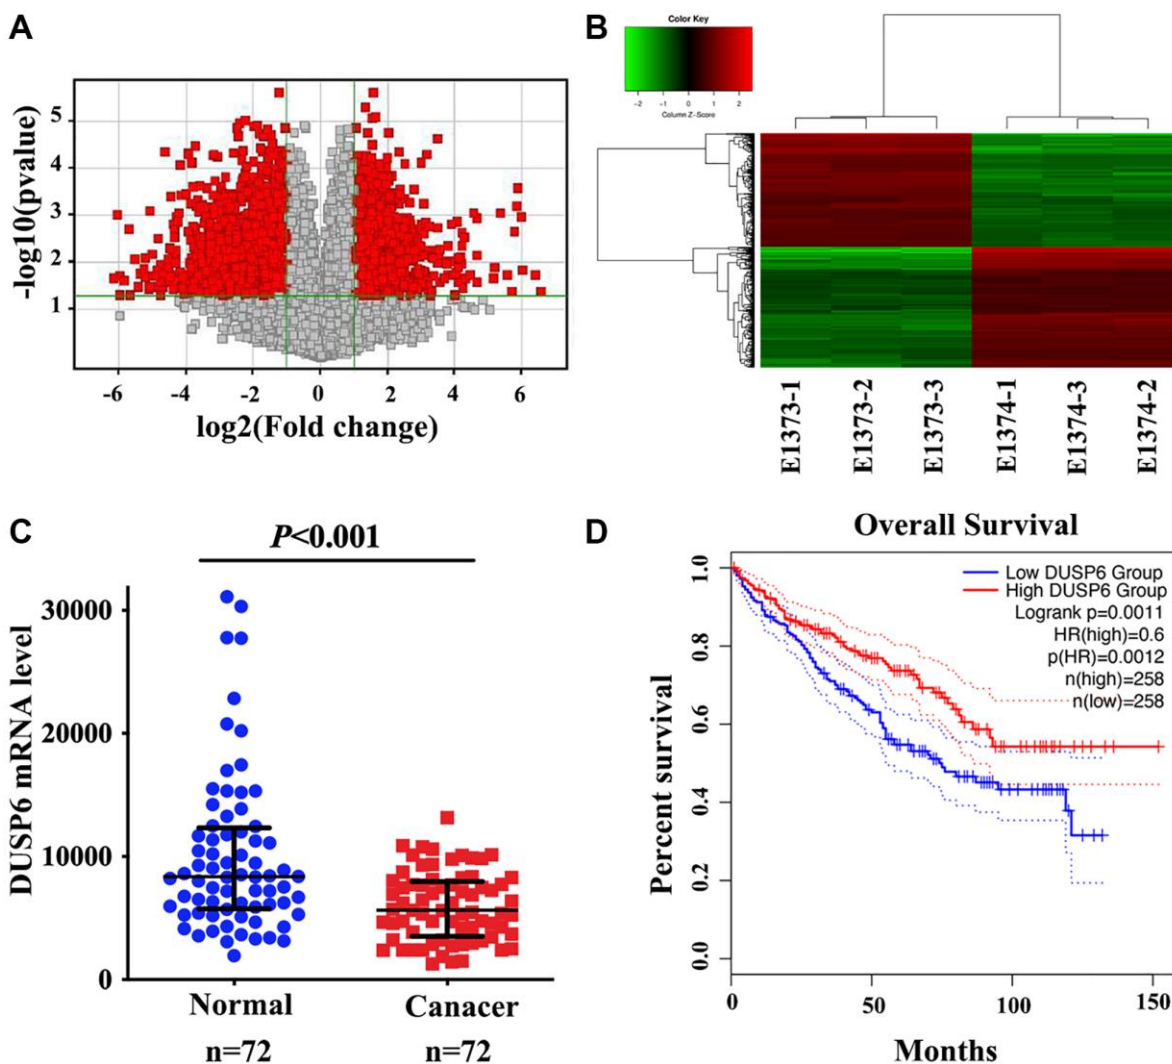 A
-log10(pvalue)
5
4
3
2
1
-6
-4
-2
0
2
4
6
log2(Fold change)
B
Color Key
-2
-1
0
1
2
Column Z-Score
E1373-1
E1373-2
E1373-3
E1374-1
E1374-3
E1374-2
C
P<0.001
DUSP6 mRNA level
30000
20000
10000
0
Normal
Canacer
n=72
n=72
D
Overall Survival
Low DUSP6 Group
High DUSP6 Group
Logrank p=0.0011
HR(high)=0.6
p(HR)=0.0012
n(high)=258
n(low)=258
Percent survival
1.0
0.8
0.6
0.4
0.2
0.0
0
50
100
150
Months